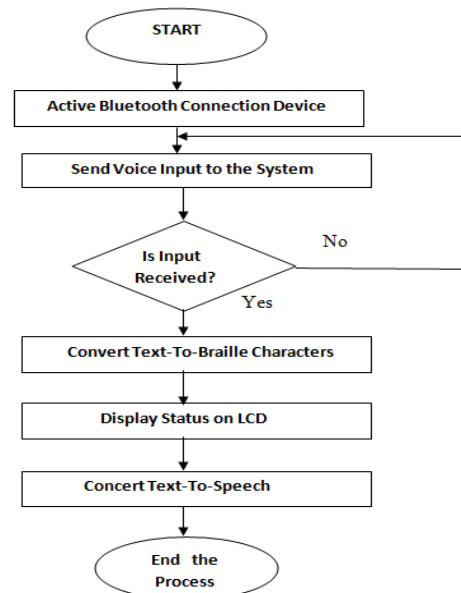 START
Active Bluetooth Connection Device
Send Voice Input to the System
No
Is Input
Received?
Yes
Convert Text-To-Braille Characters
Display Status on LCD
Concert Text-To-Speech
End the
Process